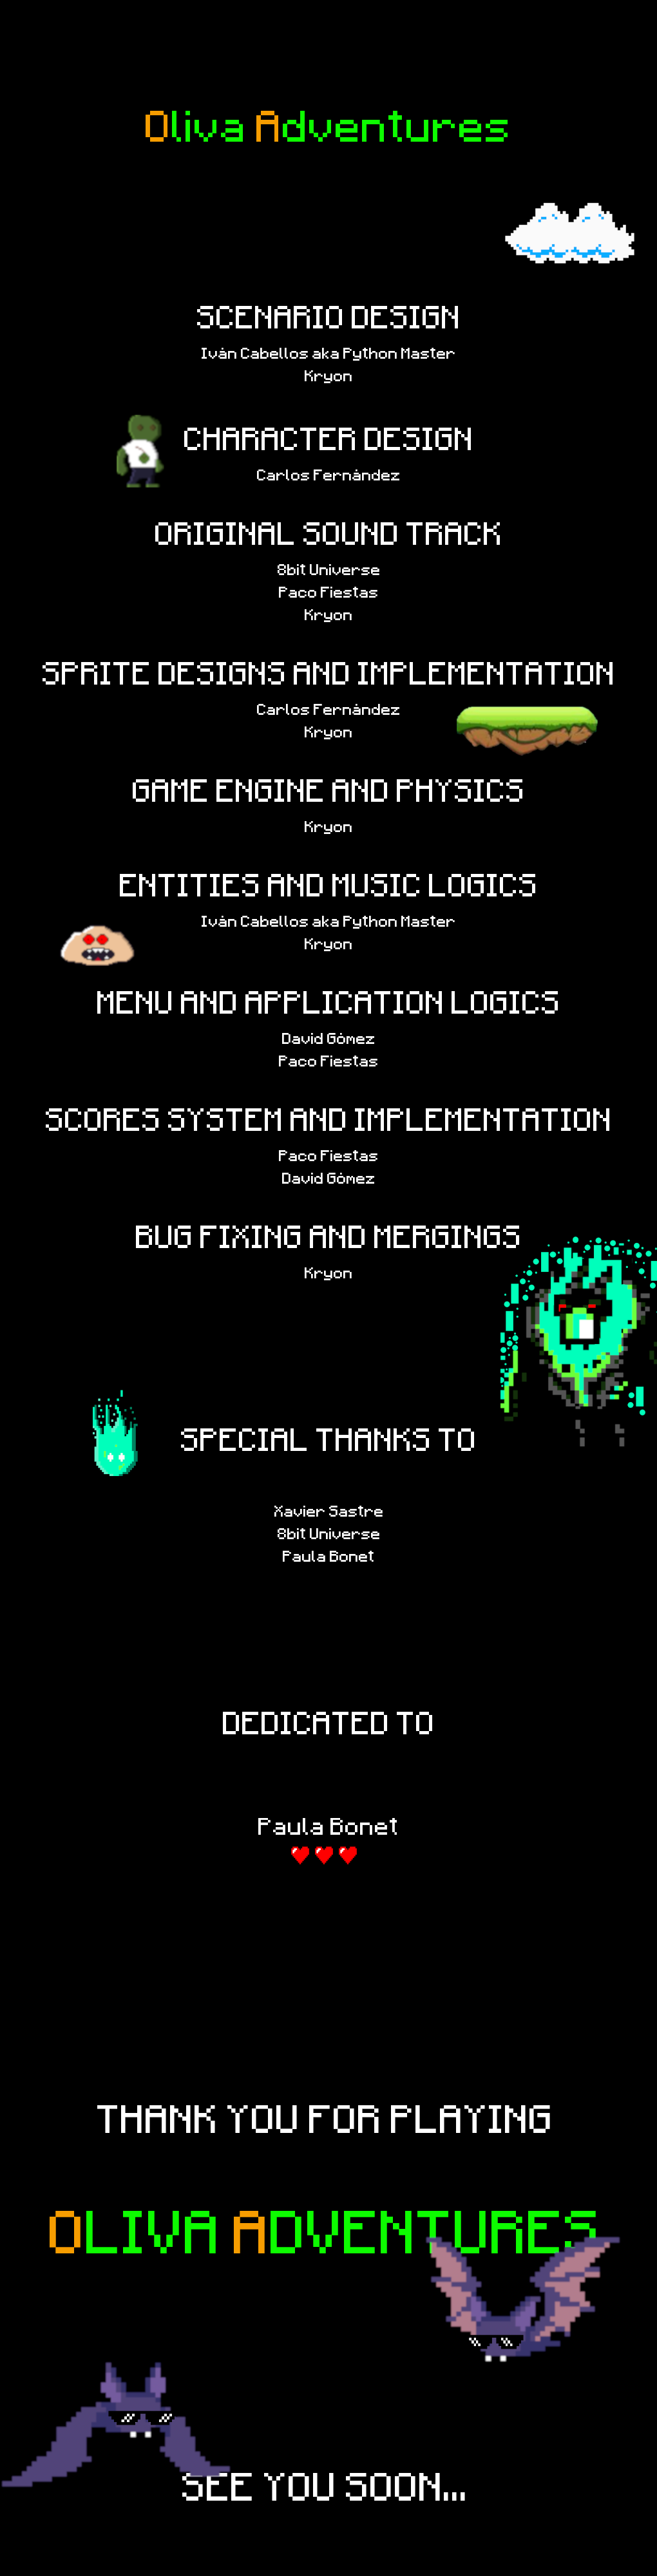 Oliva Adventures
SCENARIO DESIGN
Iván Cabellos aka Python Master
Kryon
CHARACTER DESIGN
Carlos Fernández
ORIGINAL SOUND TRACK
8bit Universe
Paco Fiestas
Kryon
SPRITE DESIGNS AND IMPLEMENTATION
Carlos Fernández
Kryon
GAME ENGINE AND PHYSICS
Kryon
ENTITIES AND MUSIC LOGICS
Iván Cabellos aka Python Master
Kryon
MENU AND APPLICATION LOGICS
David Gómez
Paco Fiestas
SCORES SYSTEM AND IMPLEMENTATION
Paco Fiestas
David Gómez
BUG FIXING AND MERGINGS
Kryon
SPECIAL THANKS TO
Xavier Sastre
8bit Universe
Paula Bonet
DEDICATED TO
Paula Bonet
THANK YOU FOR PLAYING
OLIVA ADVENTURES
SEE YOU SOON...